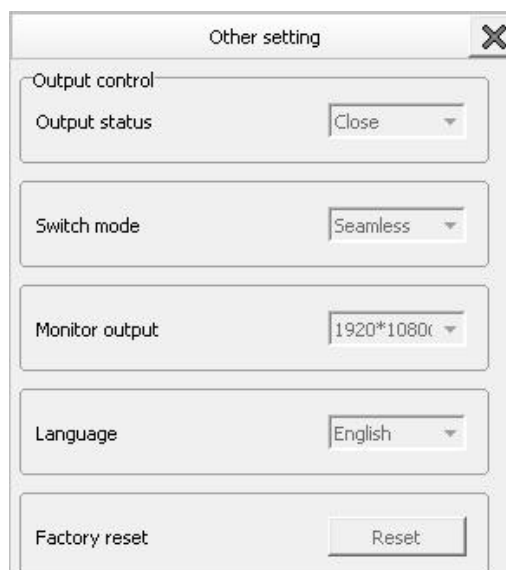 Other setting
Output control
Output status Close
Switch mode Seamless
Monitor output 1920*1080(
Language English
Factory reset Reset